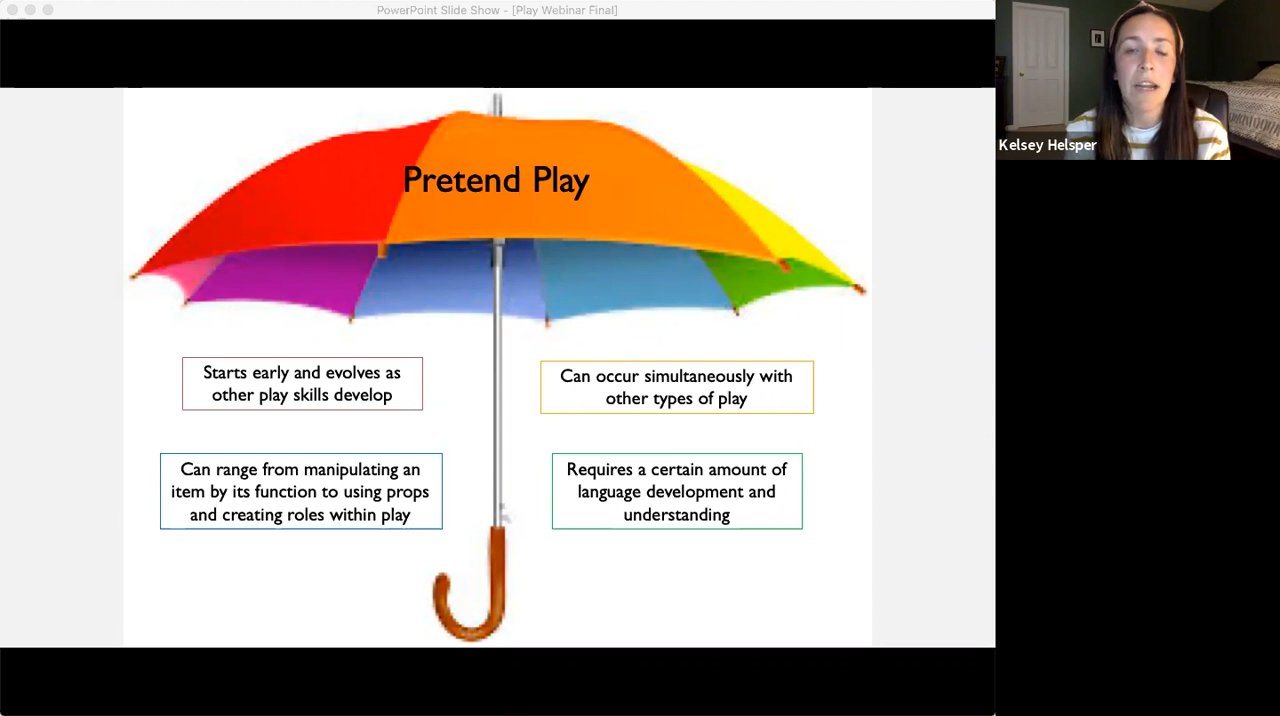 PowerPoint Slide Show - [Play Webinar Final]
Kelsey Helsper
Pretend Play
Starts early and evolves as
other play skills develop
Can occur simultaneously with
other types of play
Can range from manipulating an
item by its function to using props
and creating roles within play
Requires a certain amount of
language development and
understanding